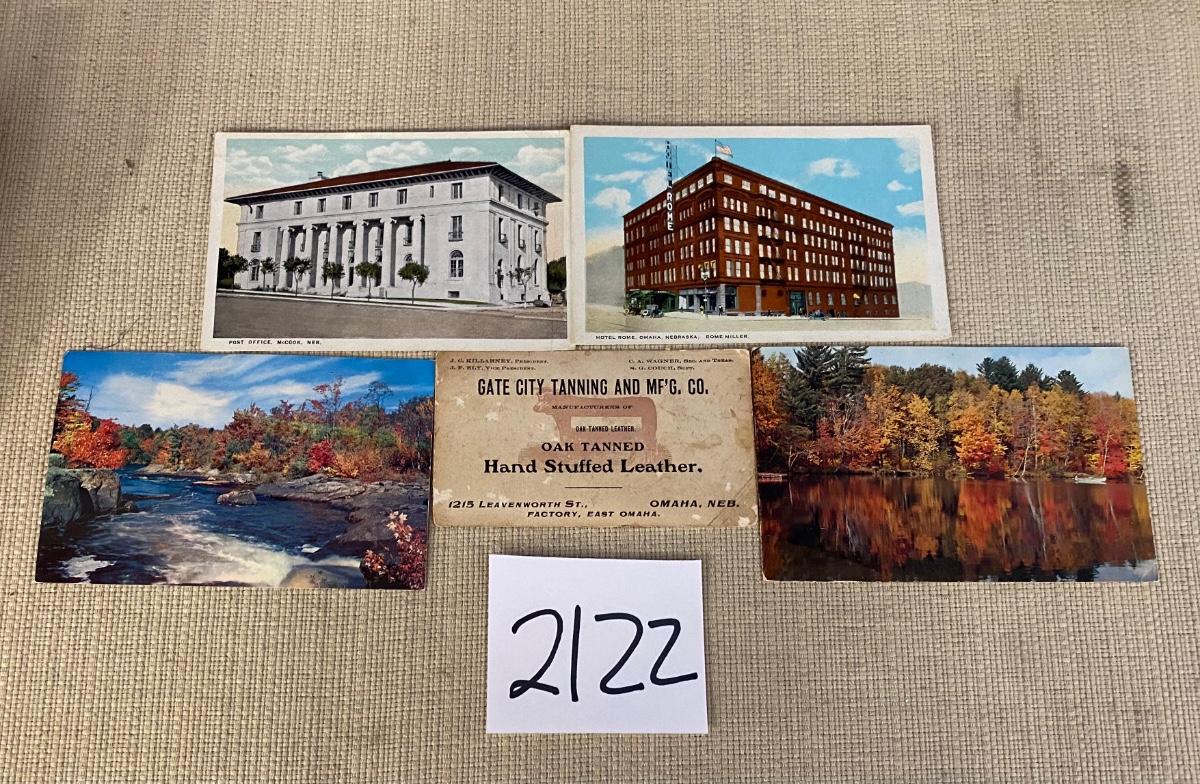 POST OFFICE, McCOOK, NEB.
ROME
HOTEL ROME, OMAHA, NEBRASKA. ROME MILLER.
J. C. KILLARNEY, PRESIDENT.
J. F. ELY, VICE PRESIDENT.
C. A. WAGNER, SEC. AND TREAS.
M. G. COUCH, SUPT.
GATE CITY TANNING AND M'F'G. CO.
MANUFACTURERS OF
OAK TANNED LEATHER.
OAK TANNED
Hand Stuffed Leather.
1215 LEAVENWORTH ST., OMAHA, NEB.
FACTORY, EAST OMAHA.
2122